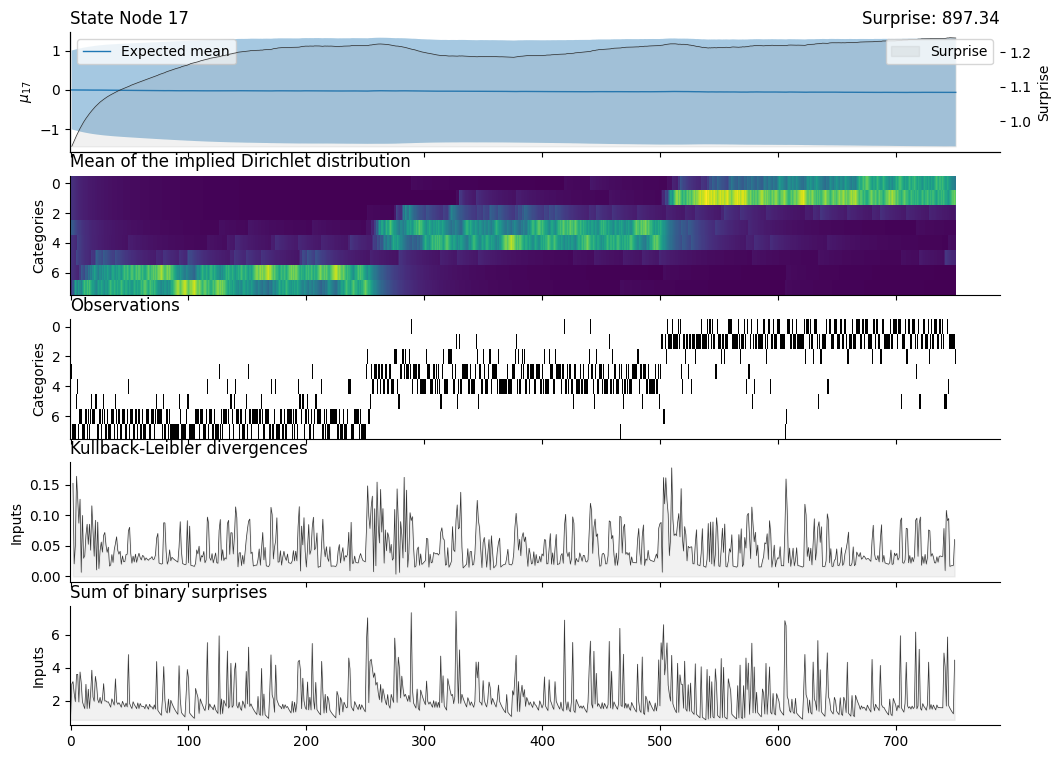 State Node 17
Surprise: 897.34
Expected mean
Surprise
1
0
−1
μ17
1.2
1.1
1.0
Surprise
Mean of the implied Dirichlet distribution
0
2
4
6
Categories
Observations
0
2
4
6
Categories
Kullback-Leibler divergences
0.15
0.10
0.05
0.00
Inputs
Sum of binary surprises
6
4
2
Inputs
0 100 200 300 400 500 600 700